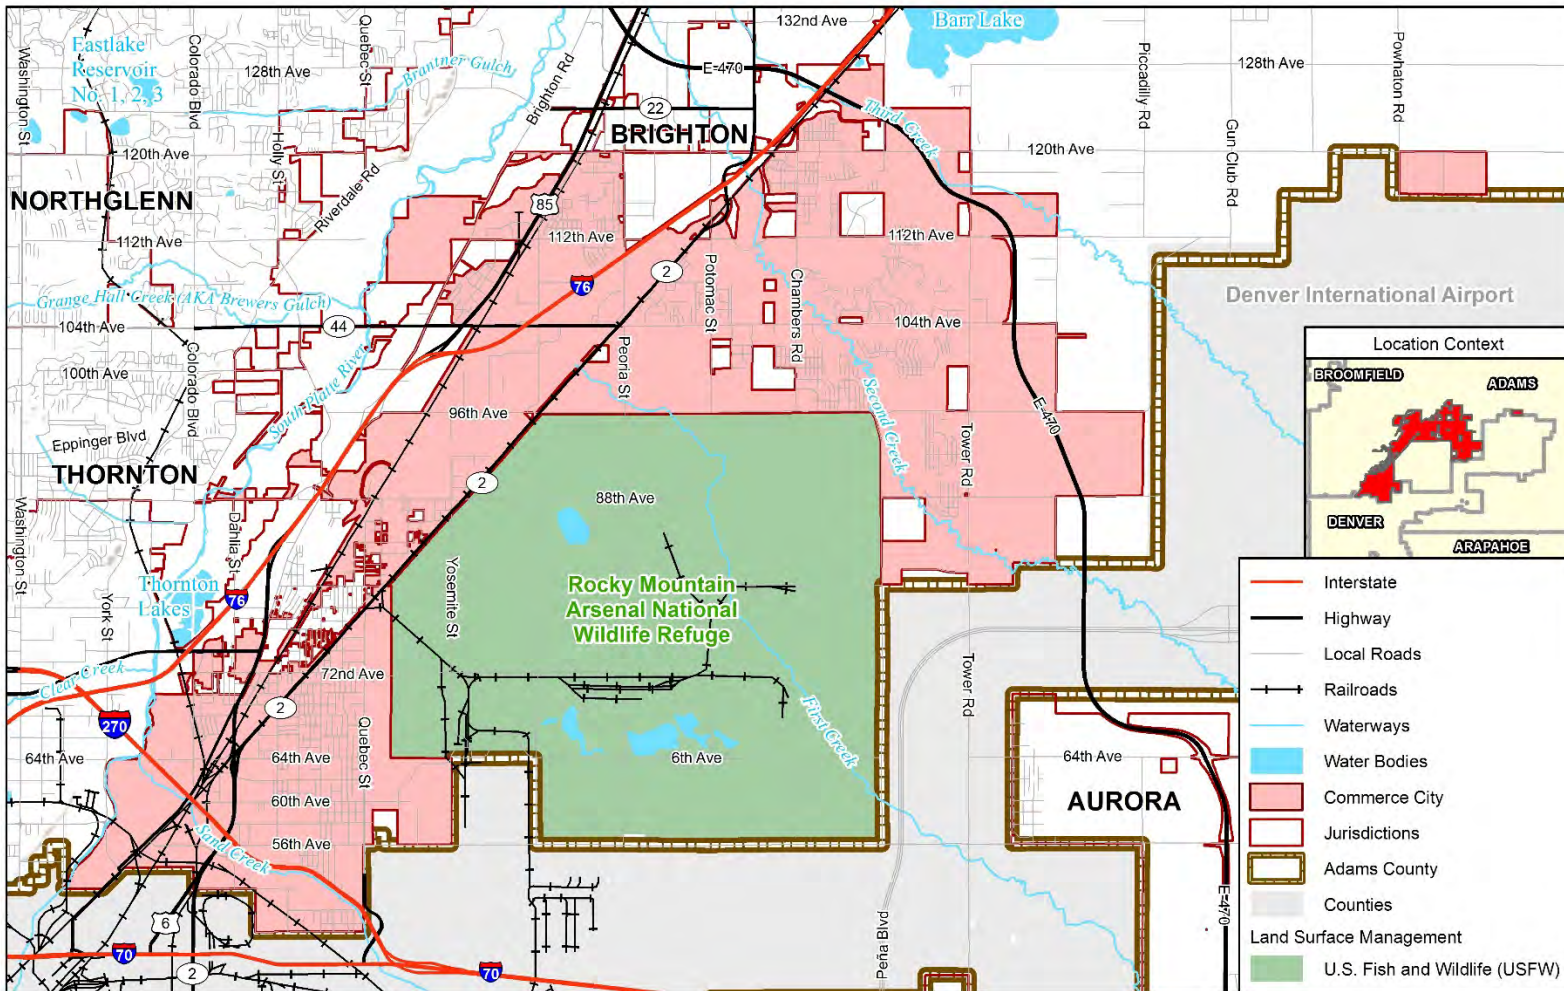 132nd Ave
Barr Lake
Eastlake
Reservoir
No. 1, 2, 3
Washington St
Colorado Blvd
Quebec St
128th Ave
Brantner Gulch
Brighton Rd
E-470
Piccadilly Rd
128th Ave
Powhaton Rd
22
BRIGHTON
Third Creek
120th Ave
Holly St
Riverdale Rd
120th Ave
Gun Club Rd
NORTHGLENN
85
112th Ave
112th Ave
112th Ave
2
76
Potomac St
Chambers Rd
Grange Hall Creek (AKA Brewers Gulch)
Denver International Airport
104th Ave
44
104th Ave
Peoria St
Colorado Blvd
100th Ave
South Platte River
Second Creek
96th Ave
E-470
Eppinger Blvd
THORNTON
Tower Rd
2
88th Ave
Washington St
Dahlia St
Thornton
Lakes
76
York St
Yosemite St
Rocky Mountain
Arsenal National
Wildlife Refuge
Clear Creek
72nd Ave
Tower Rd
First Creek
2
270
Quebec St
64th Ave
64th Ave
6th Ave
64th Ave
60th Ave
AURORA
Sand Creek
56th Ave
E-470
6
Peña Blvd
70
2
70
Location Context
BROOMFIELD
ADAMS
DENVER
ARAPAHOE
Interstate
Highway
Local Roads
Railroads
Waterways
Water Bodies
Commerce City
Jurisdictions
Adams County
Counties
Land Surface Management
U.S. Fish and Wildlife (USFW)